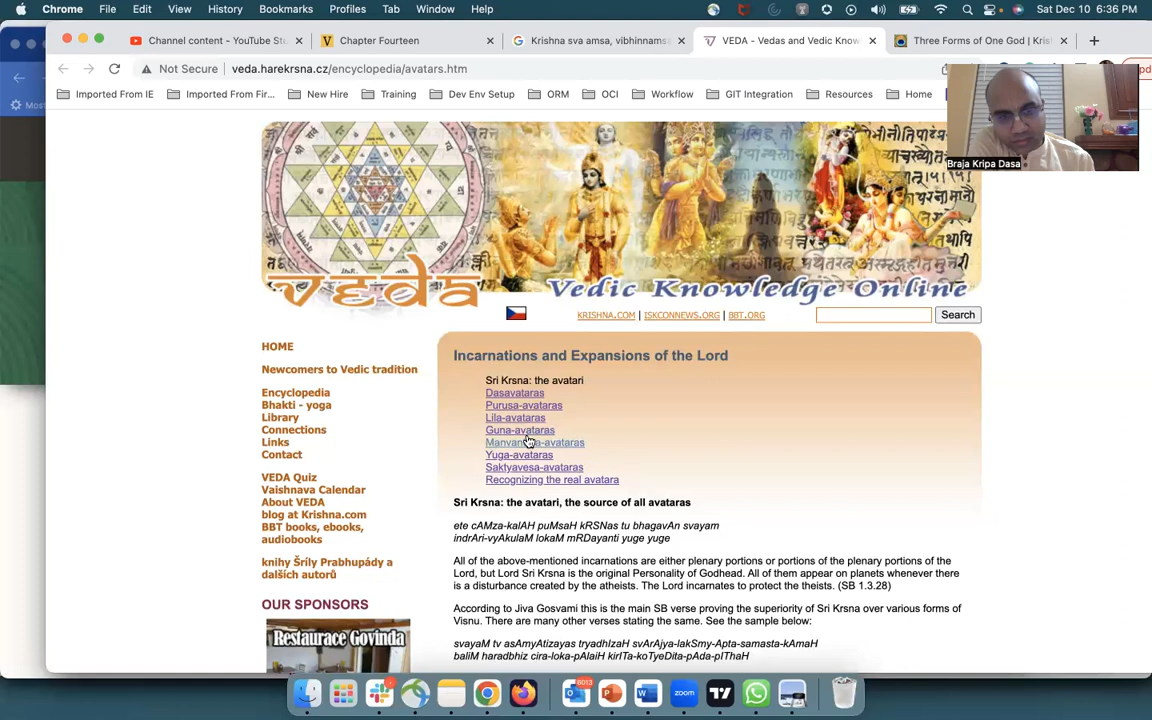 Chrome File Edit View History Bookmarks Profiles Tab Window Help Sat Dec 10 6:36 PM
Channel content - YouTube Stu Chapter Fourteen Krishna sva amsa, vibhinnams VEDA - Vedas and Vedic Know Three Forms of One God | Kris
Not Secure veda.harekrsna.cz/encyclopedia/avatars.htm
Imported From IE Imported From Fir... New Hire Training Dev Env Setup ORM OCI Workflow GIT Integration Resources Home
Braja Kripa Dasa
veda Vedic Knowledge Online
KRISHNA.COM | ISKCONNEWS.ORG | BBT.ORG Search
HOME
Newcomers to Vedic tradition
Encyclopedia
Bhakti - yoga
Library
Connections
Links
Contact
VEDA Quiz
Vaishnava Calendar
About VEDA
blog at Krishna.com
BBT books, ebooks,
audiobooks
knihy Šríly Prabhupády a
dalších autorů
OUR SPONSORS
Restaurace Govinda
Incarnations and Expansions of the Lord
Sri Krsna: the avatari
Dasavataras
Purusa-avataras
Lila-avataras
Guna-avataras
Manvantara-avataras
Yuga-avataras
Saktyavesa-avataras
Recognizing the real avatara
Sri Krsna: the avatari, the source of all avataras
ete cAMza-kalAH puMsaH kRSNas tu bhagavAn svayam
indrAri-vyAkulaM lokaM mRDayanti yuge yuge
All of the above-mentioned incarnations are either plenary portions or portions of the plenary portions of the
Lord, but Lord Sri Krsna is the original Personality of Godhead. All of them appear on planets whenever there
is a disturbance created by the atheists. The Lord incarnates to protect the theists. (SB 1.3.28)
According to Jiva Gosvami this is the main SB verse proving the superiority of Sri Krsna over various forms of
Visnu. There are many other verses stating the same. See the sample below:
svayaM tv asAmyAtizayas tryadhIzaH svArAjya-lakSmy-Apta-samasta-kAmaH
baliM haradbhiz cira-loka-pAlaiH kirITa-koTyeDita-pAda-pIThaH
6013
zoom